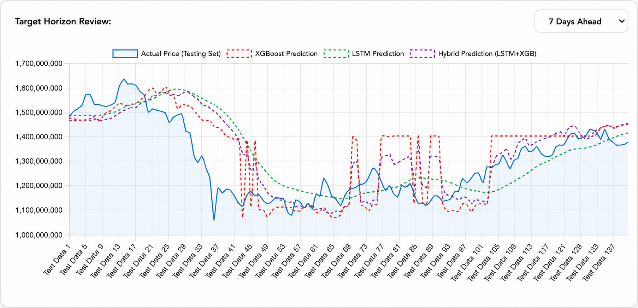 Target Horizon Review:
7 Days Ahead
Actual Price (Testing Set) XGBoost Prediction LSTM Prediction Hybrid Prediction (LSTM+XGB)
1,700,000,000
1,600,000,000
1,500,000,000
1,400,000,000
1,300,000,000
1,200,000,000
1,100,000,000
1,000,000,000
Test Data 1
Test Data 5
Test Data 9
Test Data 13
Test Data 17
Test Data 21
Test Data 25
Test Data 29
Test Data 33
Test Data 37
Test Data 41
Test Data 45
Test Data 49
Test Data 53
Test Data 57
Test Data 61
Test Data 65
Test Data 69
Test Data 73
Test Data 77
Test Data 81
Test Data 85
Test Data 89
Test Data 93
Test Data 97
Test Data 101
Test Data 105
Test Data 109
Test Data 113
Test Data 117
Test Data 121
Test Data 125
Test Data 129
Test Data 133
Test Data 137